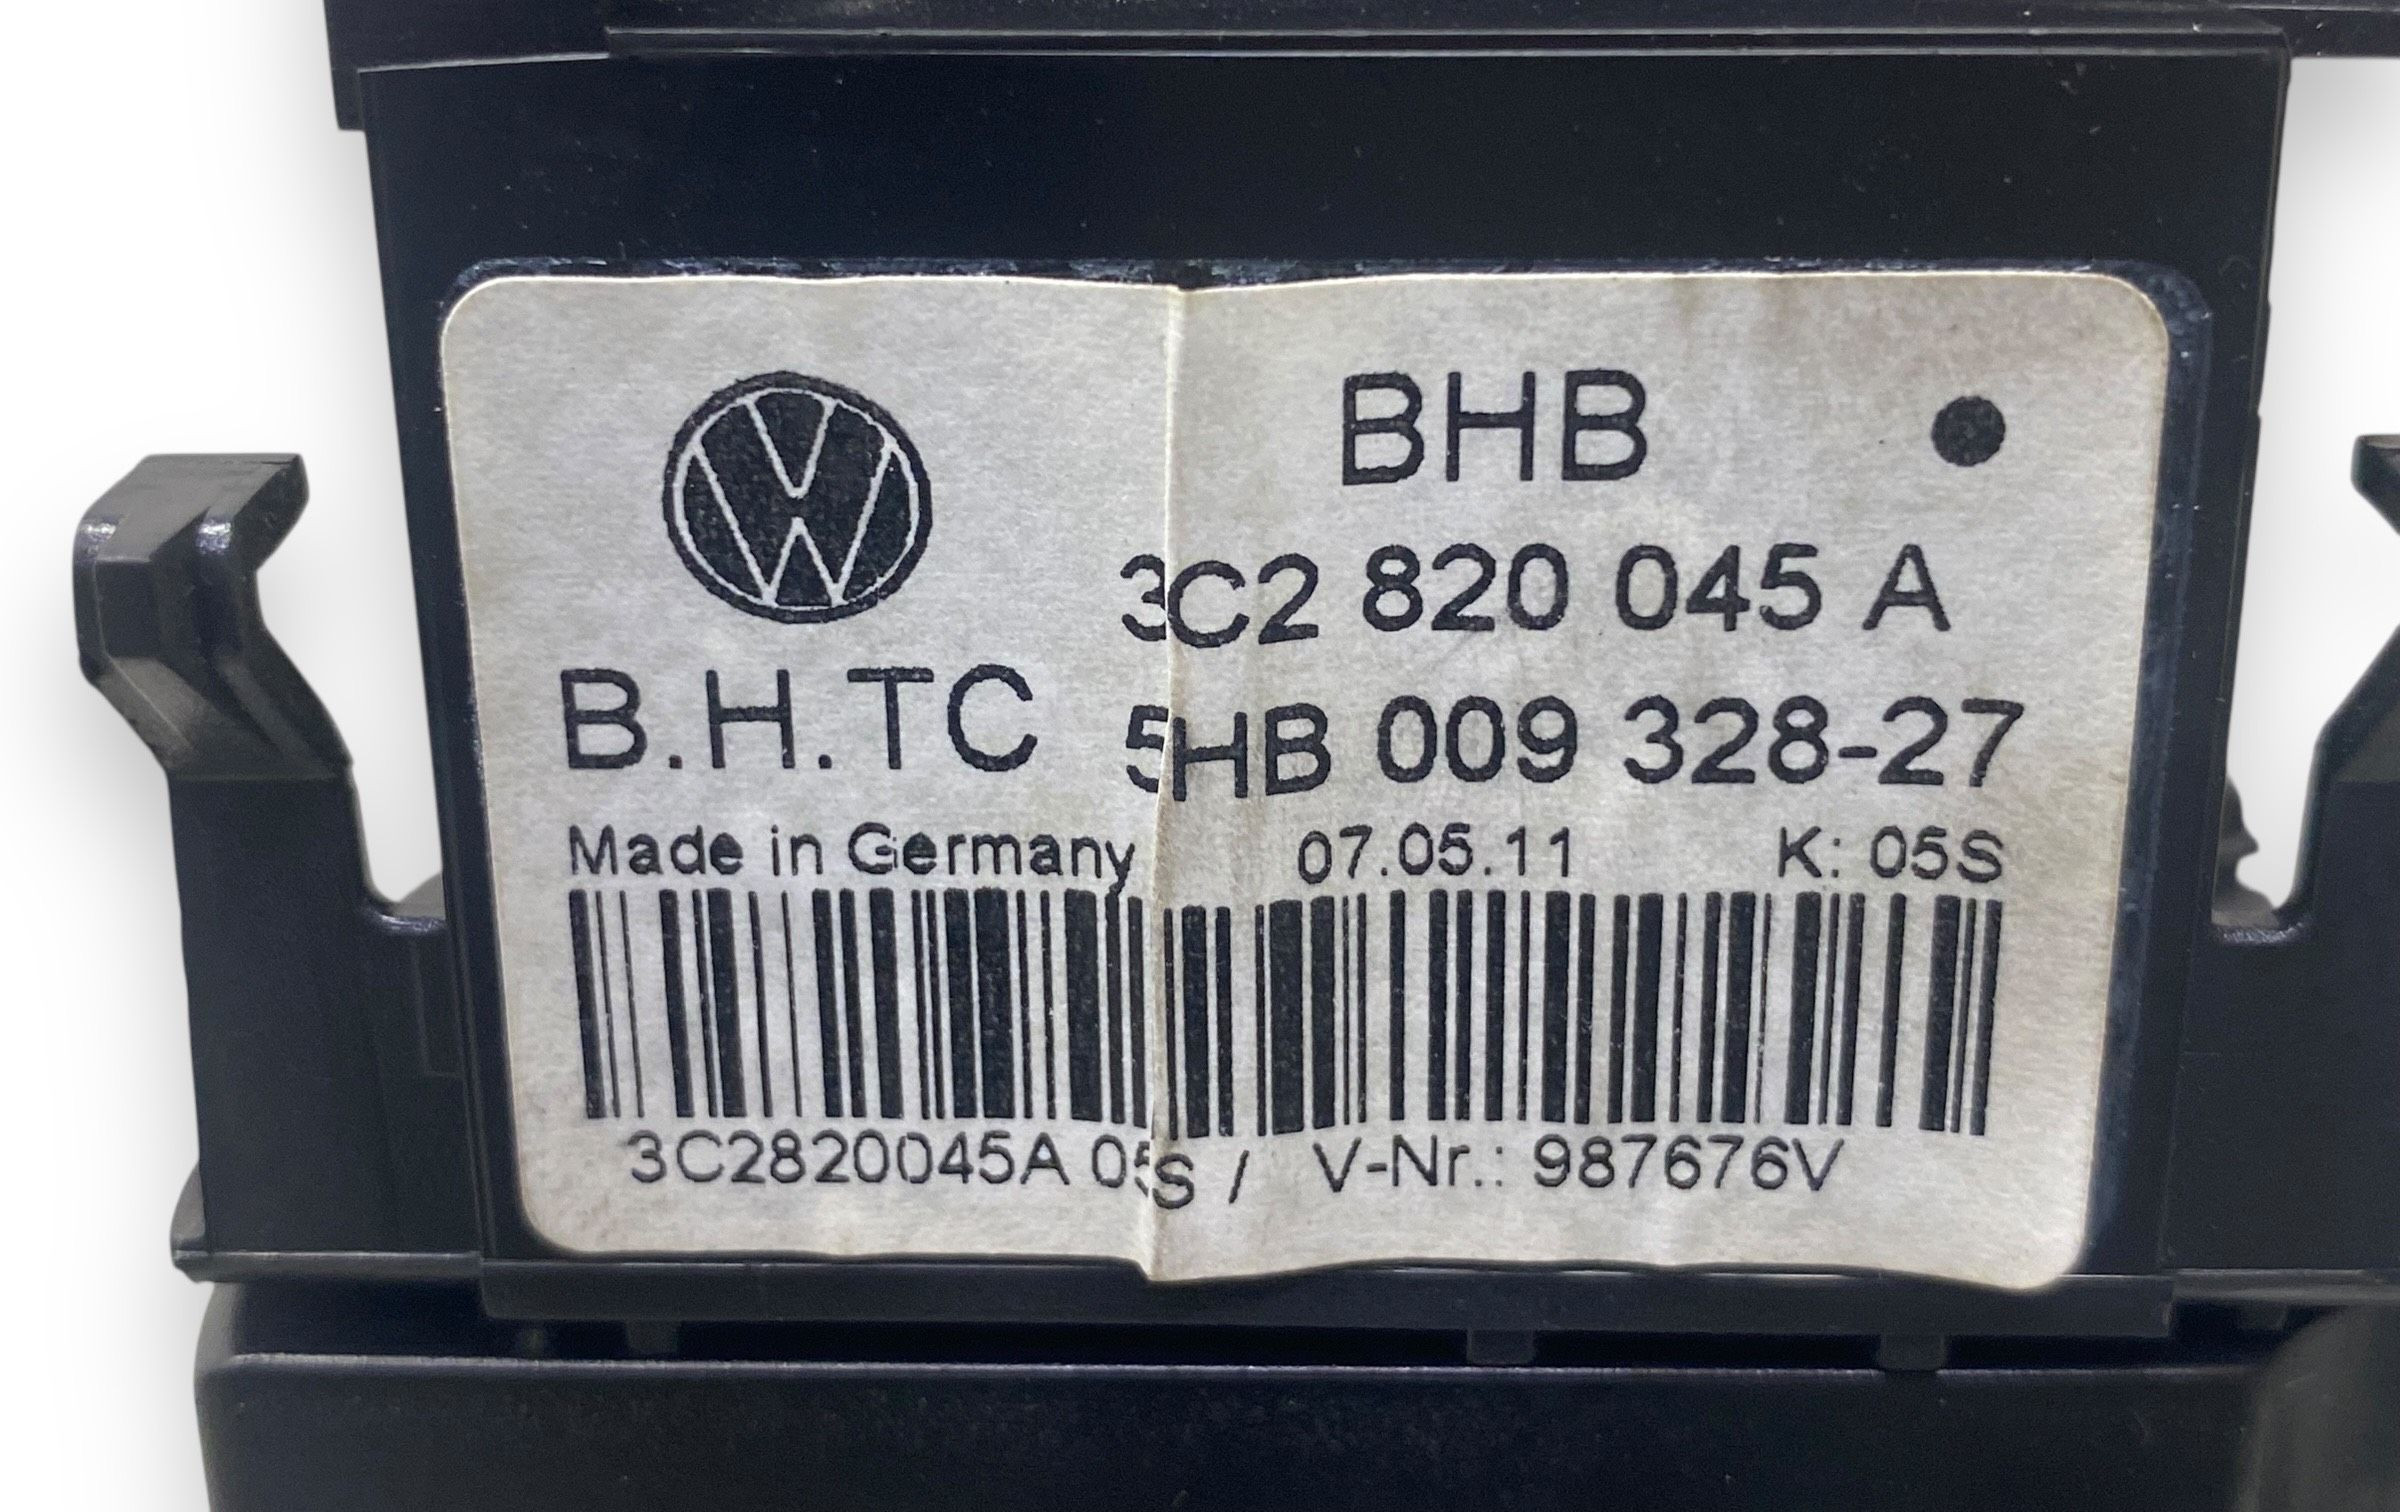 BHB
3C2 820 045 A
B.H.TC 5HB 009 328-27
Made in Germany 07.05.11 K: 05S
3C2820045A 05S / V-Nr.: 987676V